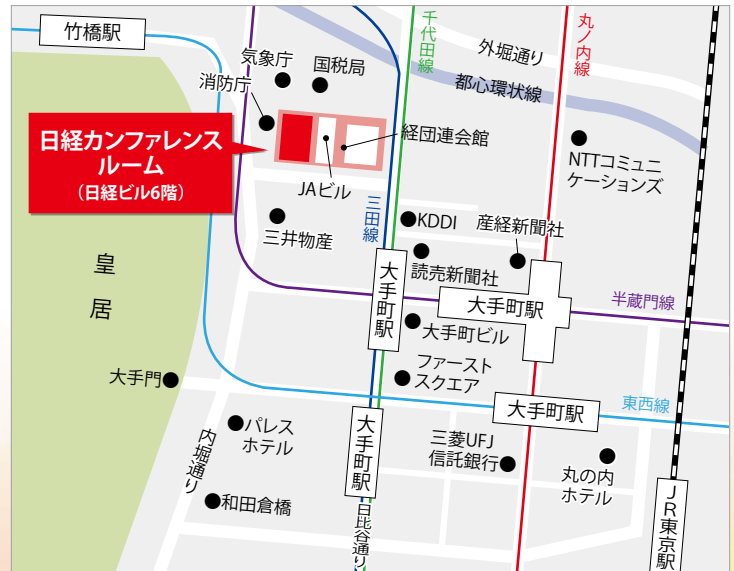 竹橋駅
千代田線
丸ノ内線
外堀通り
都心環状線
気象庁
国税局
消防庁
日経カンファレンス
ルーム
(日経ビル6階)
経団連会館
JAビル
NTTコミュニ
ケーションズ
三田線
KDDI
産経新聞社
三井物産
読売新聞社
皇居
大手町駅
大手町駅
半蔵門線
大手町ビル
ファースト
スクエア
大手門
大手町駅
東西線
パレス
ホテル
大手町駅
三菱UFJ
信託銀行
丸の内
ホテル
内堀通り
和田倉橋
日比谷通り
JR東京駅